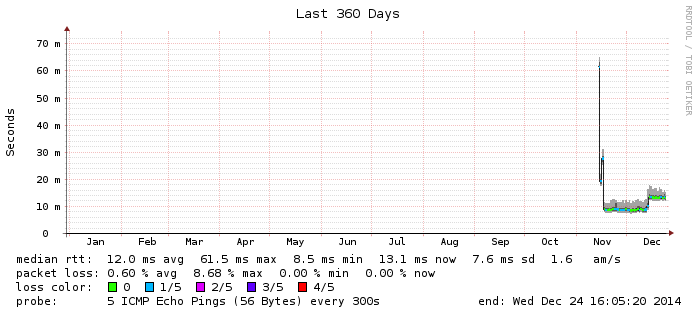 Last 360 Days
RRDTOOL / TOBI OETIKER
Seconds
70 m
60 m
50 m
40 m
30 m
20 m
10 m
0
Jan Feb Mar Apr May Jun Jul Aug Sep Oct Nov Dec
median rtt: 12.0 ms avg 61.5 ms max 8.5 ms min 13.1 ms now 7.6 ms sd 1.6 am/s
packet loss: 0.60 % avg 8.68 % max 0.00 % min 0.00 % now
loss color: 0 1/5 2/5 3/5 4/5
probe: 5 ICMP Echo Pings (56 Bytes) every 300s end: Wed Dec 24 16:05:20 2014